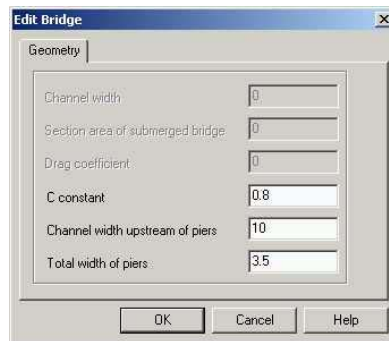 Edit Bridge
Geometry
Channel width 0
Section area of submerged bridge 0
Drag coefficient 0
C constant 0.8
Channel width upstream of piers 10
Total width of piers 3.5
OK Cancel Help